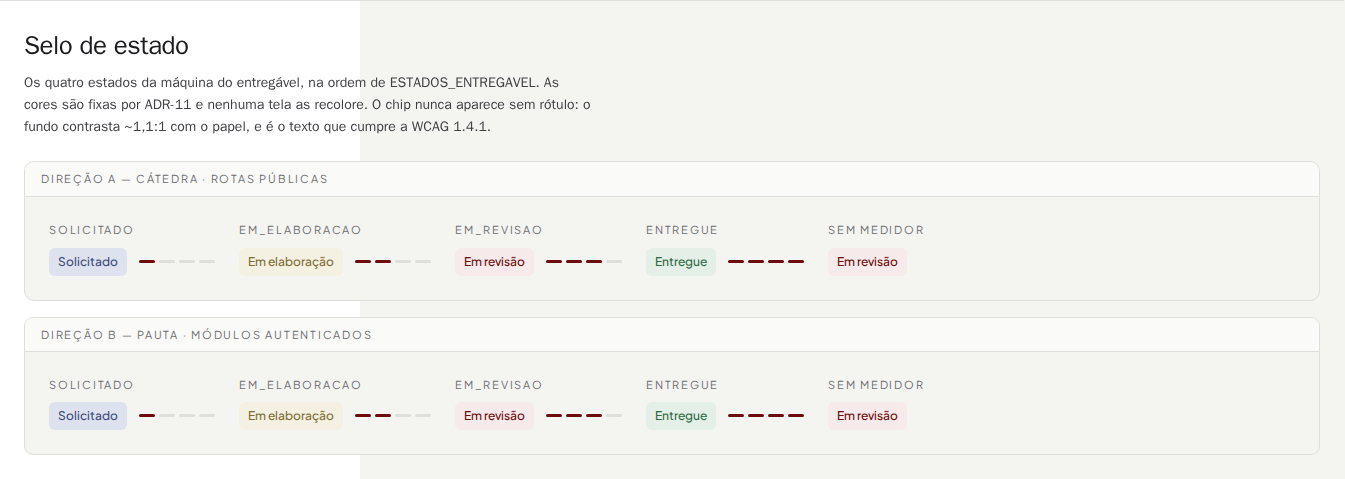 Selo de estado
Os quatro estados da máquina do entregável, na ordem de ESTADOS_ENTREGAVEL. As
cores são fixas por ADR-11 e nenhuma tela as recolore. O chip nunca aparece sem rótulo: o
fundo contrasta ~1,1:1 com o papel, e é o texto que cumpre a WCAG 1.4.1.
DIREÇÃO A — CÁTEDRA · ROTAS PÚBLICAS
SOLICITADO EM_ELABORACAO EM_REVISAO ENTREGUE SEM MEDIDOR
Solicitado Em elaboração Em revisão Entregue Em revisão
DIREÇÃO B — PAUTA · MÓDULOS AUTENTICADOS
SOLICITADO EM_ELABORACAO EM_REVISAO ENTREGUE SEM MEDIDOR
Solicitado Em elaboração Em revisão Entregue Em revisão